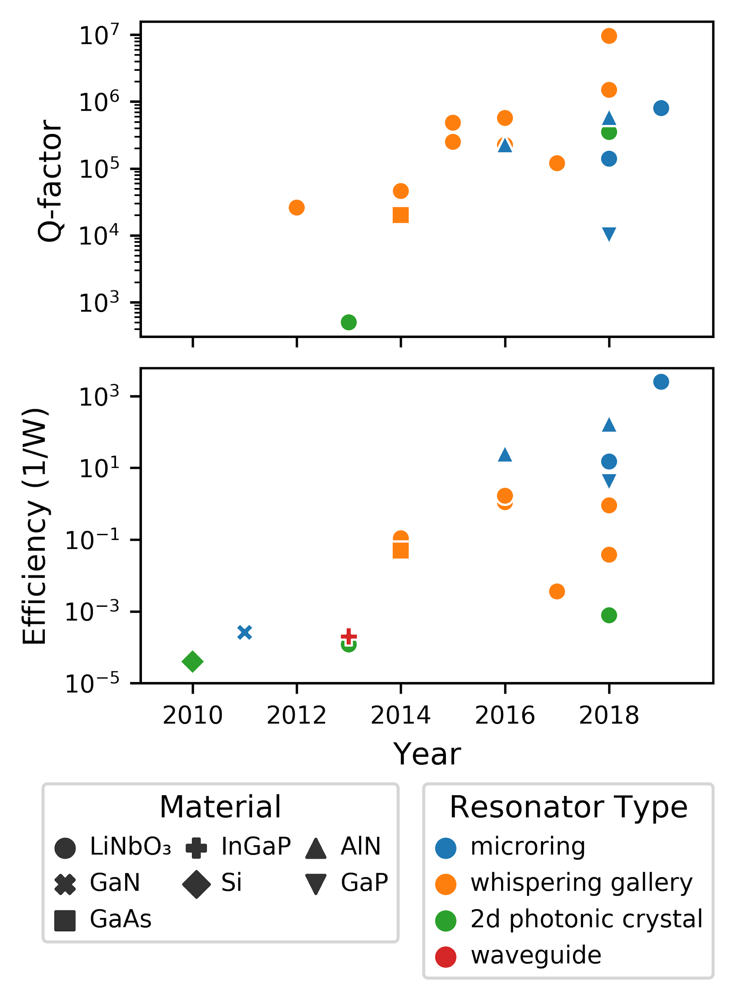 10⁷
10⁶
10⁵
10⁴
10³
Q-factor
10³
10¹
10⁻¹
10⁻³
10⁻⁵
Efficiency (1/W)
2010 2012 2014 2016 2018
Year
Material
LiNbO₃ InGaP AlN
GaN Si GaP
GaAs
Resonator Type
microring
whispering gallery
2d photonic crystal
waveguide